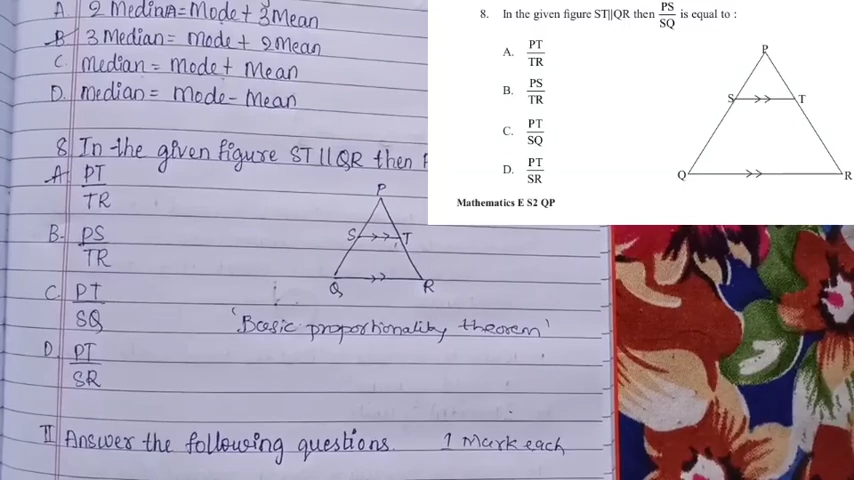 A 2 Median = Mode + 3 Mean
B 3 Median = mode + 2Mean
C. Median = Mode + Mean
D. Median = Mode - Mean
8 In the given figure ST || QR then
A PT
TR
B. PS
TR
C. PT
SQ
D. PT
SR
P
S T
Q R
'Basic proportionality theorem'
II Answer the following questions. 1 Mark each
8. In the given figure ST||QR then PS/SQ is equal to :
A. PT
TR
B. PS
TR
C. PT
SQ
D. PT
SR
P
S T
Q R
Mathematics E S2 QP